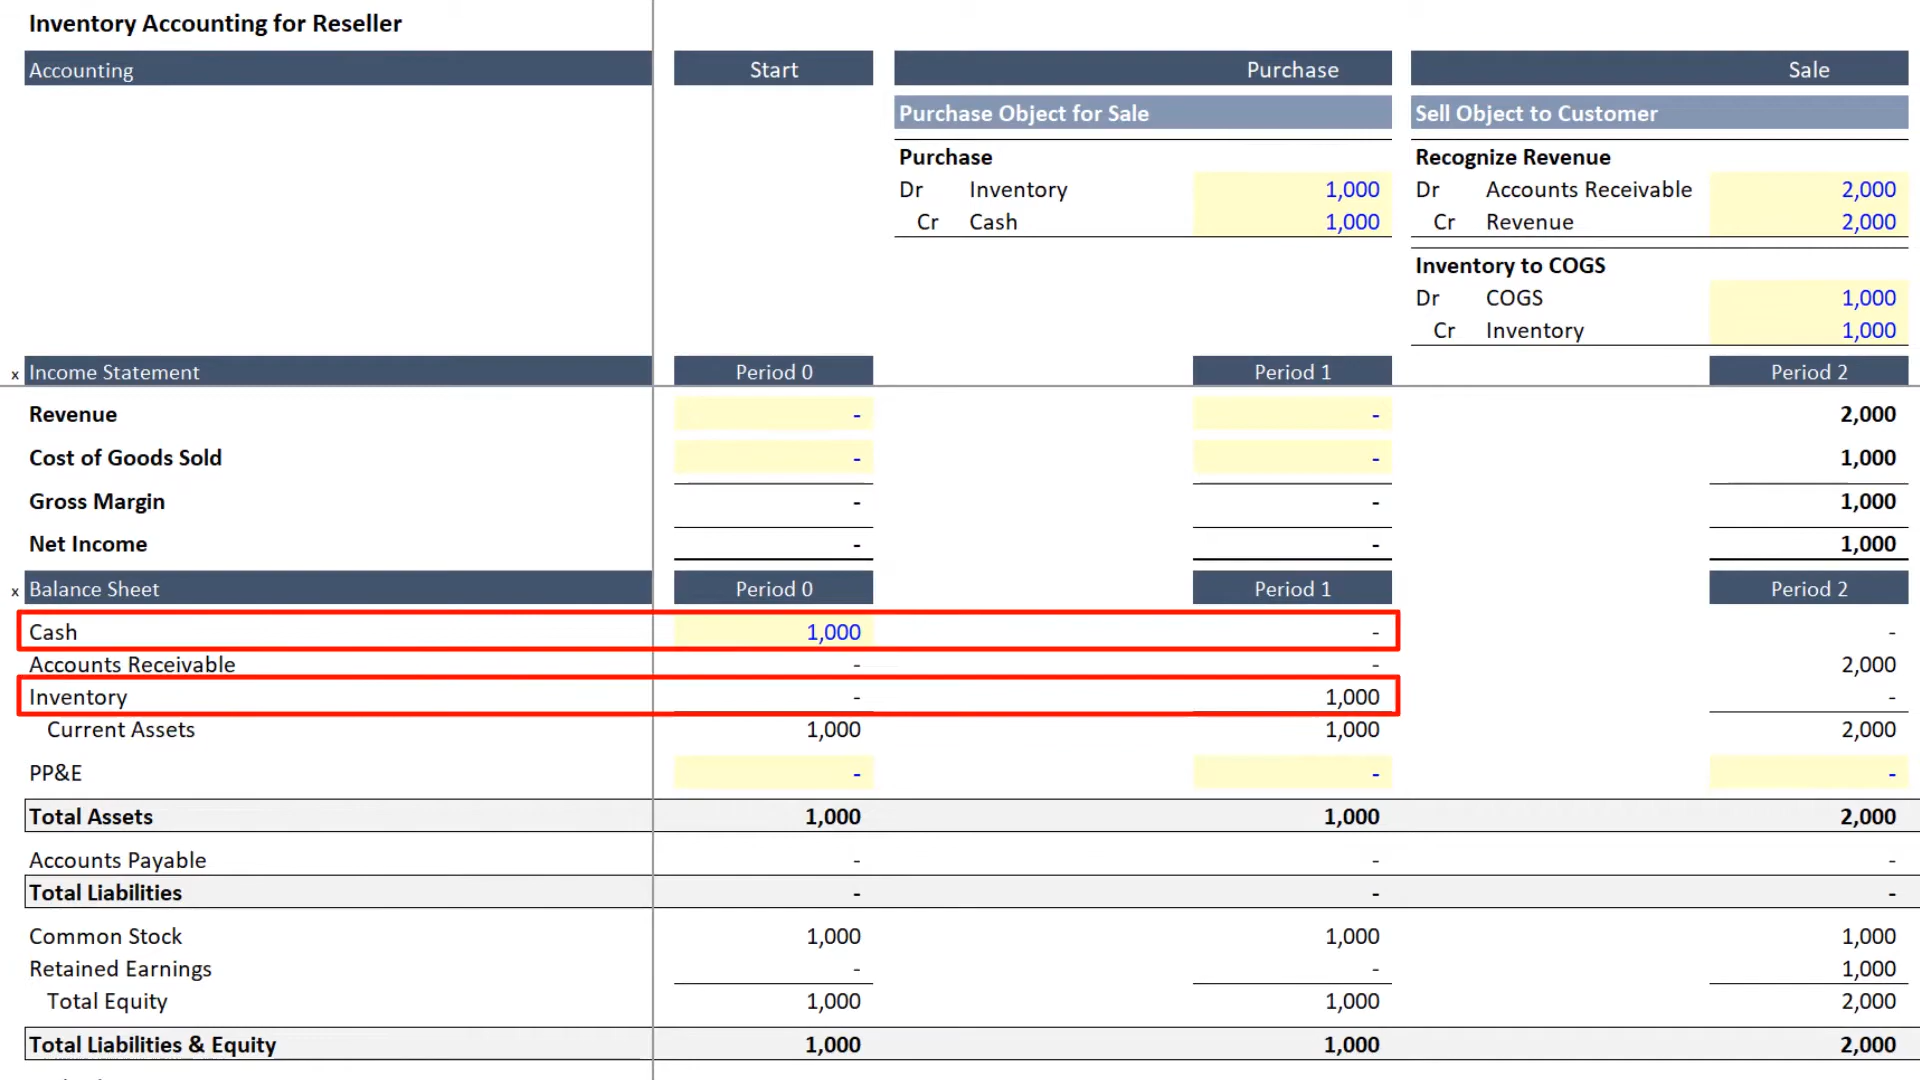 Inventory Accounting for Reseller
Accounting Start Purchase Sale
Purchase Object for Sale Sell Object to Customer
Purchase Recognize Revenue
Dr Inventory 1,000 Dr Accounts Receivable 2,000
Cr Cash 1,000 Cr Revenue 2,000
Inventory to COGS
Dr COGS 1,000
Cr Inventory 1,000
x Income Statement Period 0 Period 1 Period 2
Revenue - - 2,000
Cost of Goods Sold - - 1,000
Gross Margin - - 1,000
Net Income - - 1,000
x Balance Sheet Period 0 Period 1 Period 2
Cash 1,000 - -
Accounts Receivable - - 2,000
Inventory - 1,000 -
Current Assets 1,000 1,000 2,000
PP&E - - -
Total Assets 1,000 1,000 2,000
Accounts Payable - - -
Total Liabilities - - -
Common Stock 1,000 1,000 1,000
Retained Earnings - - 1,000
Total Equity 1,000 1,000 2,000
Total Liabilities & Equity 1,000 1,000 2,000